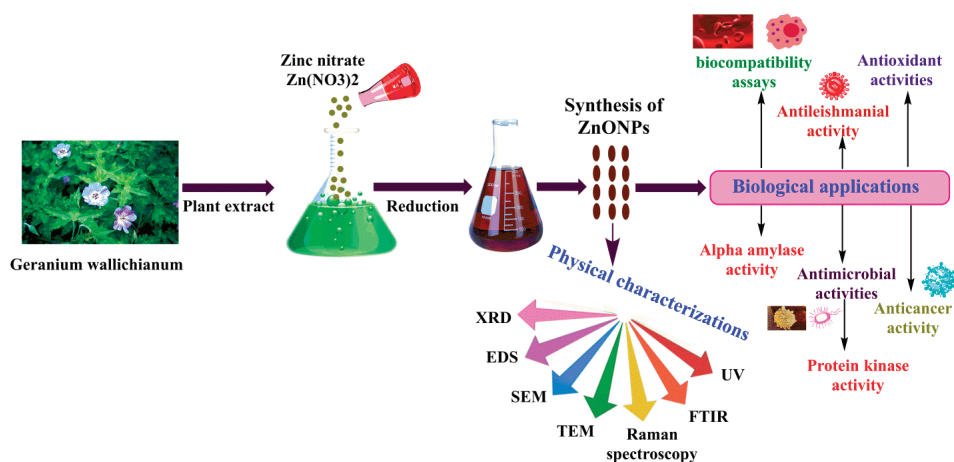 Zinc nitrate
Zn(NO3)2
Geranium wallichianum
Plant extract
Reduction
Synthesis of
ZnONPs
Physical characterizations
XRD
EDS
SEM
TEM
Raman
spectroscopy
FTIR
UV
Biological applications
biocompatibility
assays
Antileishmanial
activity
Antioxidant
activities
Alpha amylase
activity
Antimicrobial
activities
Anticancer
activity
Protein kinase
activity